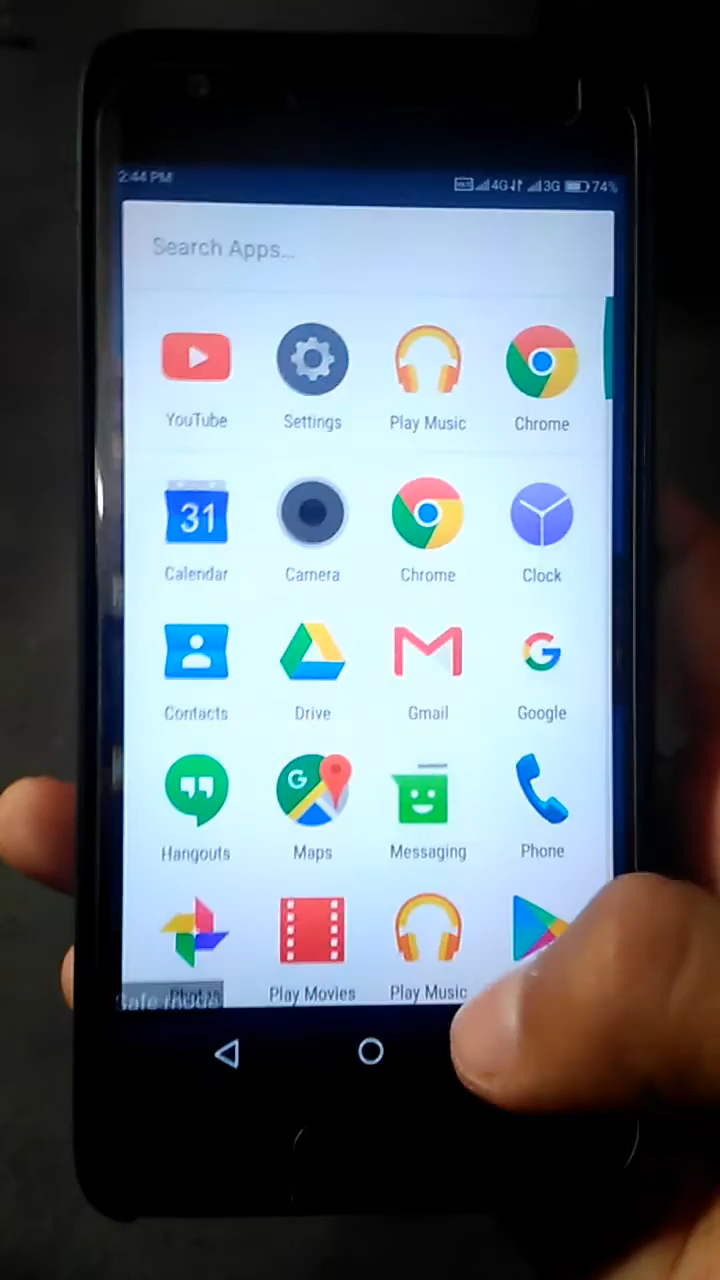 2:44 PM
4G 3G 74%
Search Apps...
YouTube Settings Play Music Chrome
31
Calendar Camera Chrome Clock
Contacts Drive Gmail Google
Hangouts Maps Messaging Phone
Photos Play Movies Play Music
Safe mode